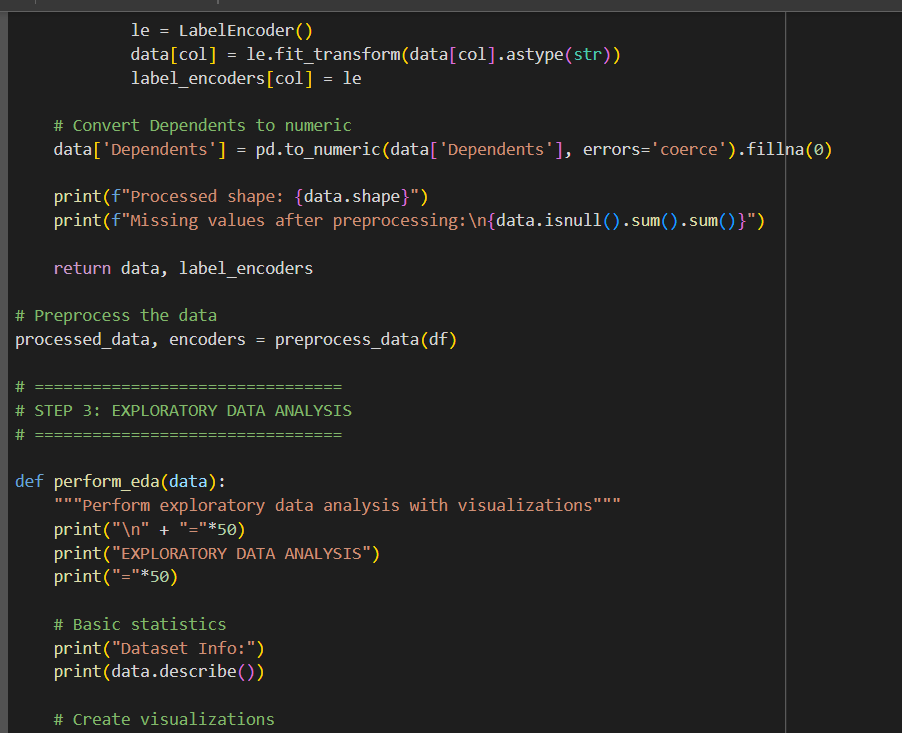 le = LabelEncoder()
            data[col] = le.fit_transform(data[col].astype(str))
            label_encoders[col] = le

    # Convert Dependents to numeric
    data['Dependents'] = pd.to_numeric(data['Dependents'], errors='coerce').fillna(0)

    print(f"Processed shape: {data.shape}")
    print(f"Missing values after preprocessing:\n{data.isnull().sum().sum()}")

    return data, label_encoders

# Preprocess the data
processed_data, encoders = preprocess_data(df)

# ================================
# STEP 3: EXPLORATORY DATA ANALYSIS
# ================================

def perform_eda(data):
    """Perform exploratory data analysis with visualizations"""
    print("\n" + "="*50)
    print("EXPLORATORY DATA ANALYSIS")
    print("="*50)

    # Basic statistics
    print("Dataset Info:")
    print(data.describe())

    # Create visualizations